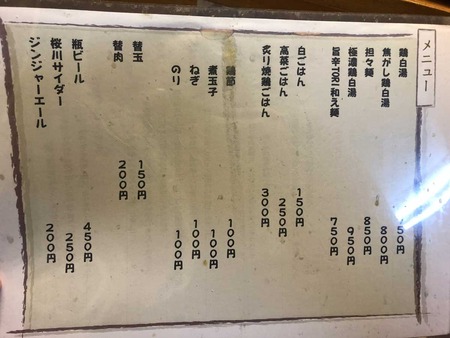 メニュー
鶏白湯 750円
焦がし鶏白湯 800円
担々麺 850円
極濃鶏白湯 950円
旨辛TORI和え麺 750円
白ごはん 150円
高菜ごはん 250円
炙り焼鶏ごはん 300円
鶏節 100円
煮玉子 100円
ねぎ 100円
のり 100円
替玉 150円
替肉 200円
瓶ビール 450円
桜川サイダー 250円
ジンジャーエール 200円